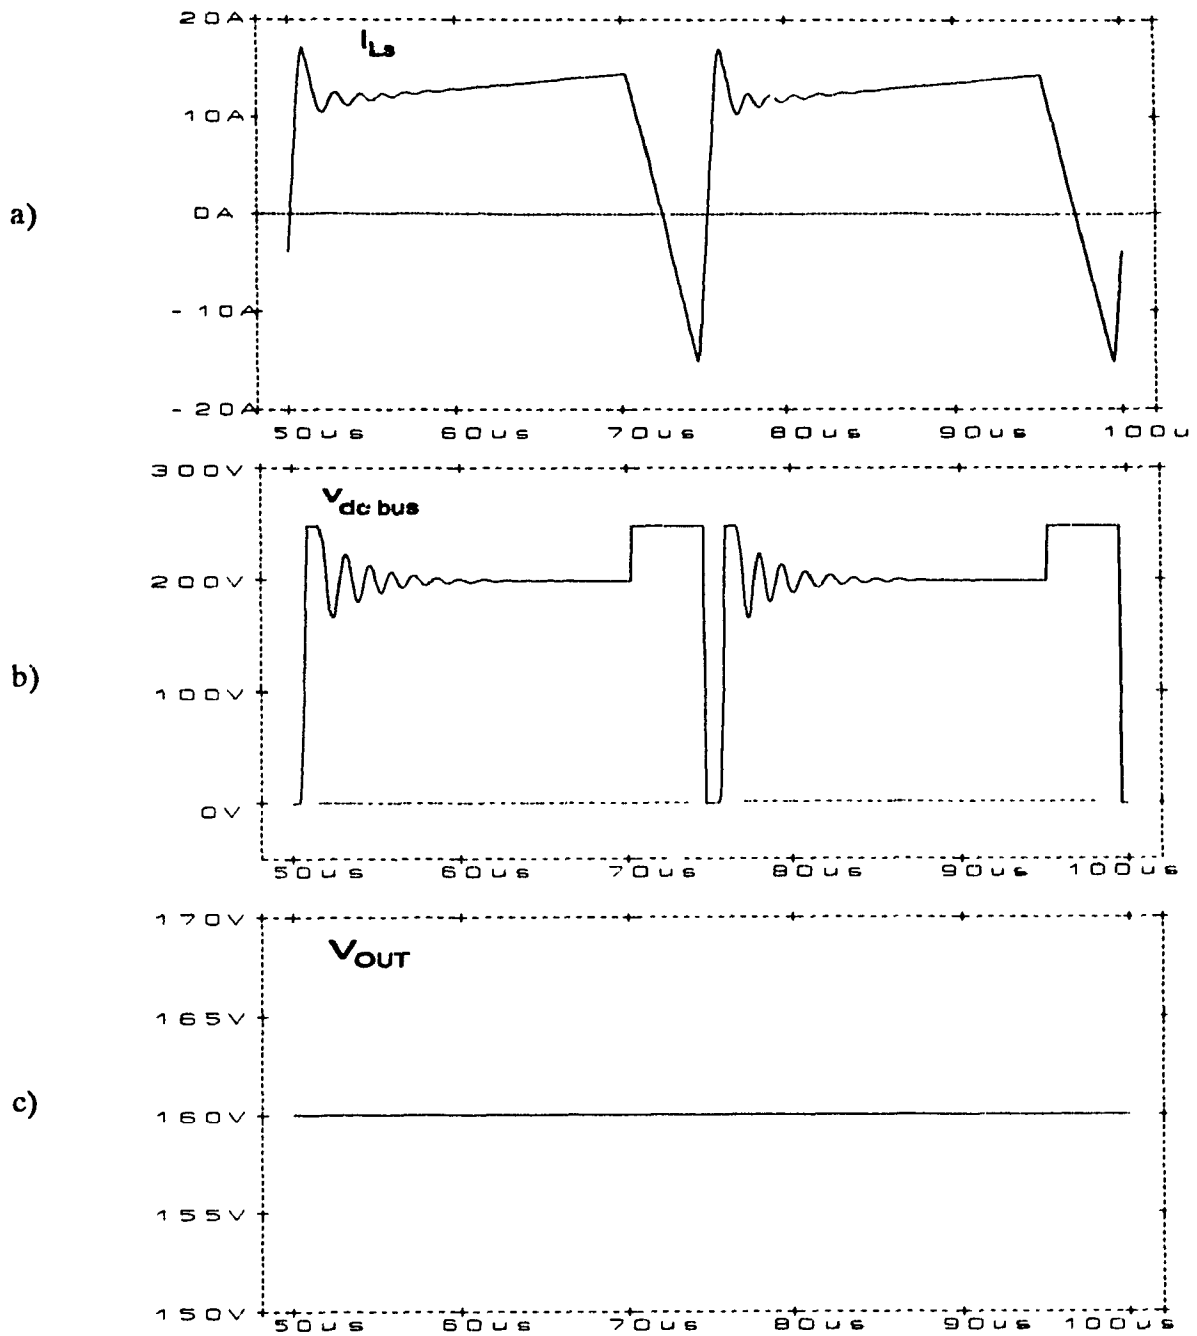 a)
20A
I_Ls
10A
0A
-10A
-20A
50us 60us 70us 80us 90us 100u
b)
300V
V_dc bus
200V
100V
0V
50us 60us 70us 80us 90us 100us
c)
170V
V_OUT
165V
160V
155V
150V
50us 60us 70us 80us 90us 100us